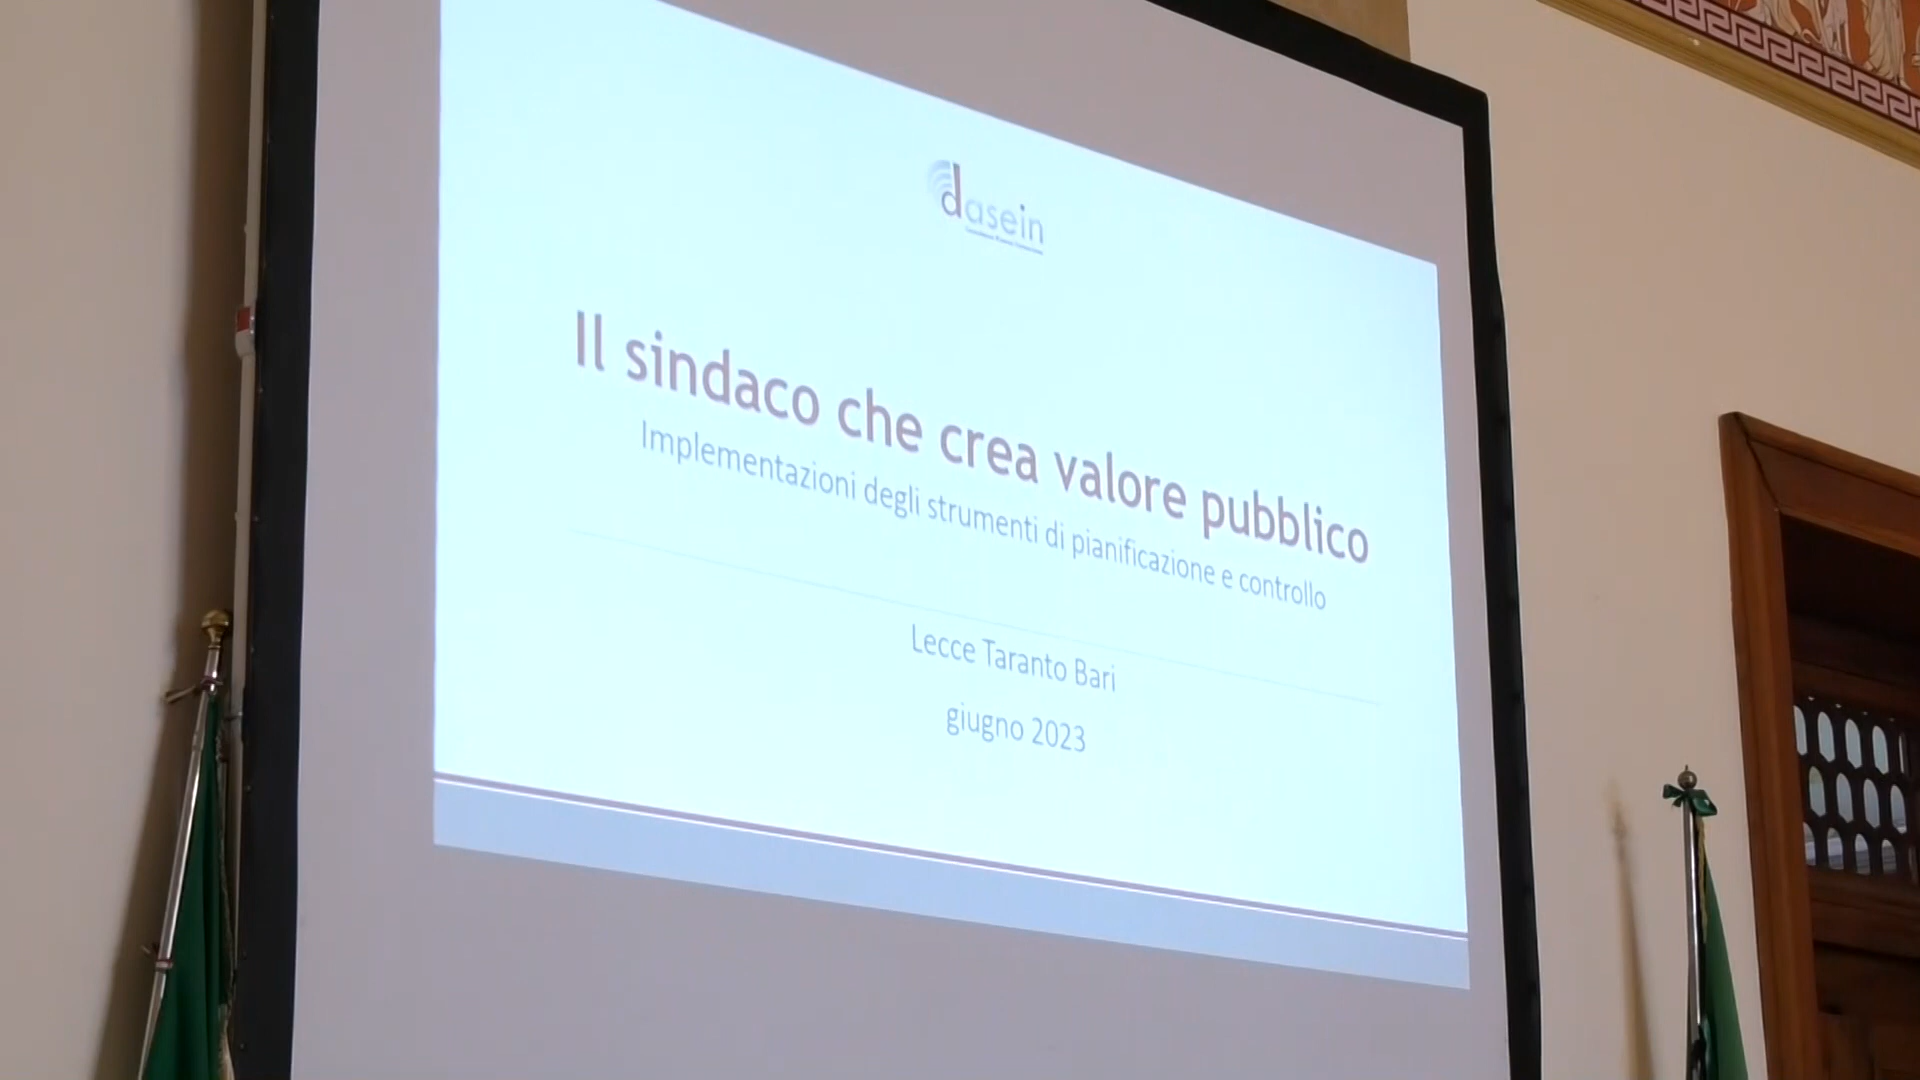 dasein
Il sindaco che crea valore pubblico
Implementazioni degli strumenti di pianificazione e controllo
Lecce Taranto Bari
giugno 2023